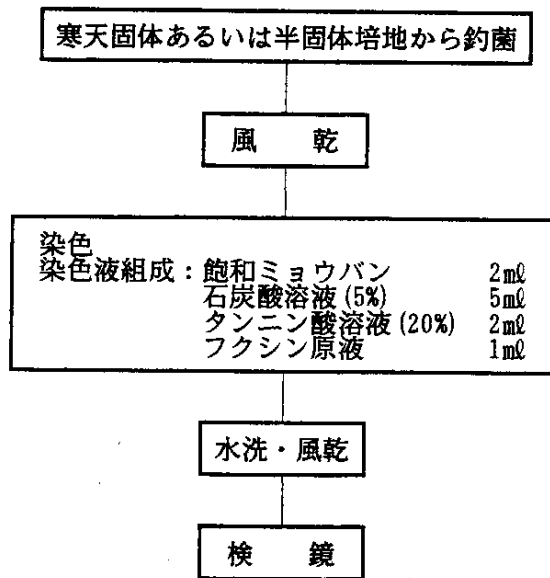 寒天固体あるいは半固体培地から釣菌
風　　乾
染色
染色液組成：飽和ミョウバン　2mℓ
石炭酸溶液(5%)　5mℓ
タンニン酸溶液(20%)　2mℓ
フクシン原液　1mℓ
水洗・風乾
検　　鏡